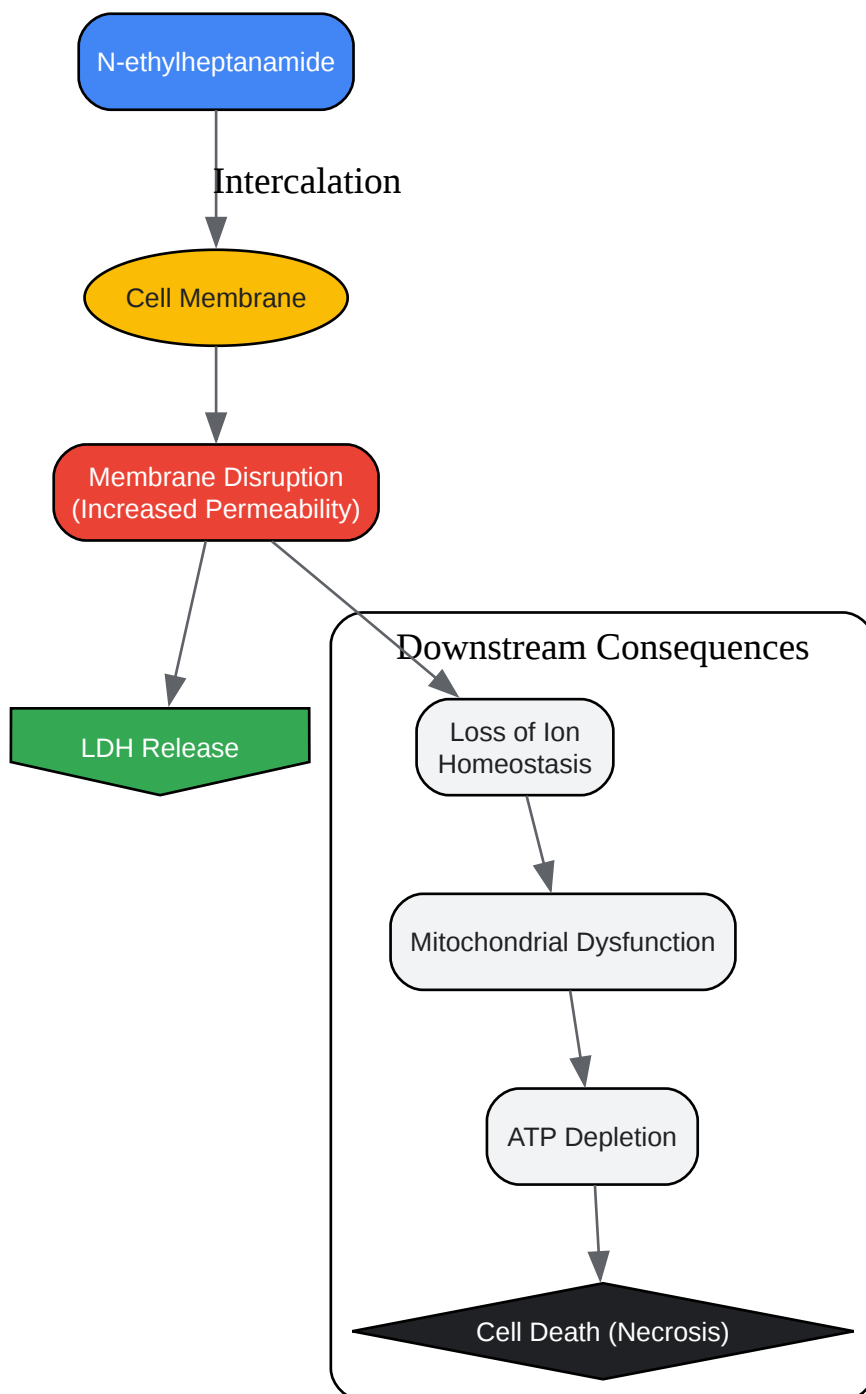 N-ethylheptanamide
Intercalation
Cell Membrane
Membrane Disruption
(Increased Permeability)
Downstream Consequences
LDH Release
Loss of Ion
Homeostasis
Mitochondrial Dysfunction
ATP Depletion
Cell Death (Necrosis)